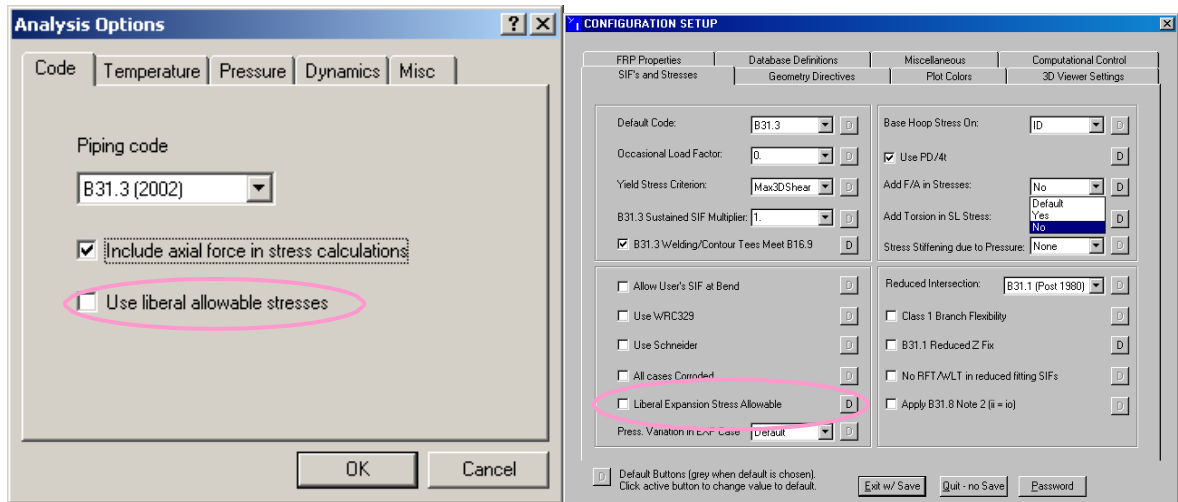 Analysis Options
Code Temperature Pressure Dynamics Misc
Piping code
B31.3 (2002)
Include axial force in stress calculations
Use liberal allowable stresses
OK Cancel
CONFIGURATION SETUP
FRP Properties Database Definitions Miscellaneous Computational Control
SIF's and Stresses Geometry Directives Plot Colors 3D Viewer Settings
Default Code: B31.3 D
Occasional Load Factor: 0. D
Yield Stress Criterion: Max3DShear D
B31.3 Sustained SIF Multiplier: 1. D
B31.3 Welding/Contour Tees Meet B16.9 D
Base Hoop Stress On: ID D
Use PD/4t D
Add F/A in Stresses: No D
Default
Yes
No
Add Torsion in SL Stress: D
Stress Stiffening due to Pressure: None D
Allow User's SIF at Bend D
Use WRC329 D
Use Schneider D
All cases Corroded D
Liberal Expansion Stress Allowable D
Press. Variation in EXP Case Default D
Reduced Intersection: B31.1 (Post 1980) D
Class 1 Branch Flexibility D
B31.1 Reduced Z Fix D
No RFT/WLT in reduced fitting SIFs D
Apply B31.8 Note 2 (ii = io) D
D Default Buttons (grey when default is chosen).
Click active button to change value to default.
Exit w/ Save Quit - no Save Password